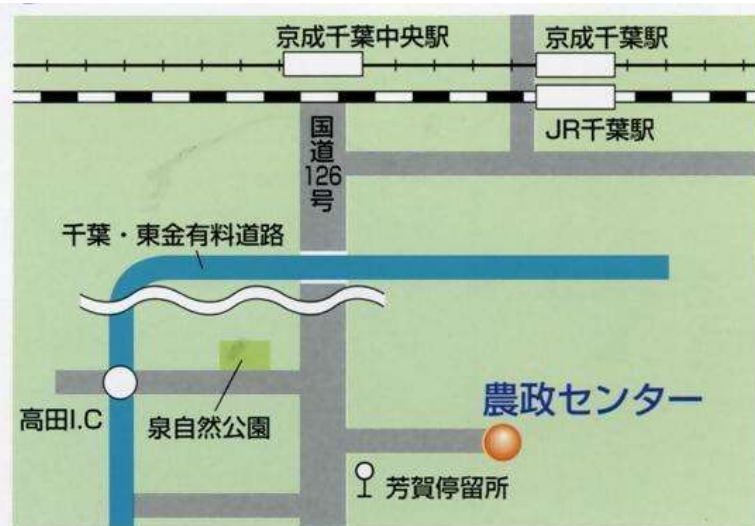 京成千葉中央駅
京成千葉駅
JR千葉駅
国道126号
千葉・東金有料道路
農政センター
高田I.C
泉自然公園
芳賀停留所